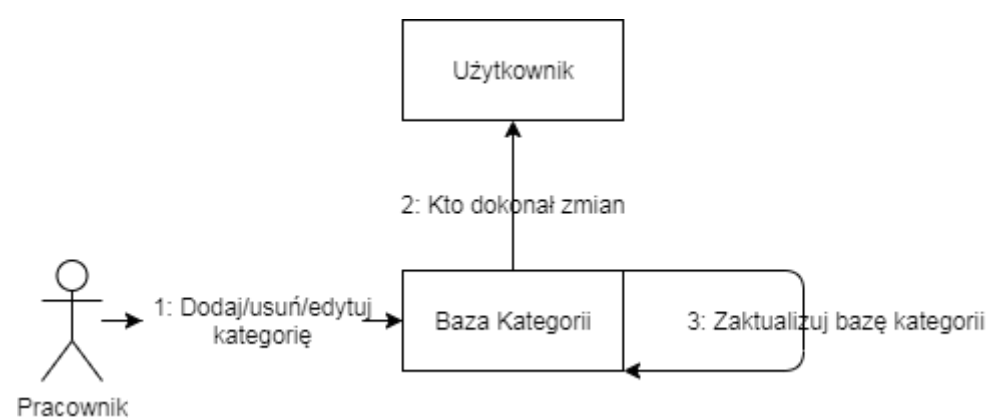 Użytkownik
2: Kto dokonał zmian
1: Dodaj/usuń/edytuj
kategorię
Baza Kategorii
3: Zaktualizuj bazę kategorii
Pracownik